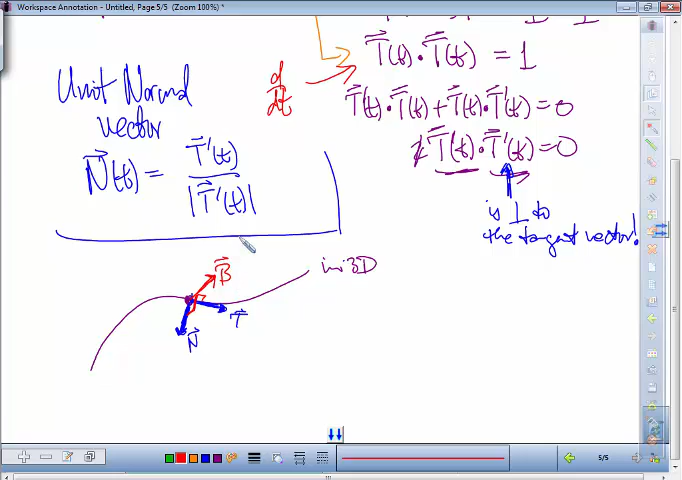 Workspace Annotation - Untitled, Page 5/5 (Zoom 100%) *
T⃗(t)·T⃗(t) = 1
d/dt
T⃗'(t)·T⃗(t)+T⃗(t)·T⃗'(t)=0
2T⃗(t)·T⃗'(t)=0
is ⊥ to
the tangent vector!
Unit Normal
vector
N⃗(t) = T⃗'(t) / |T⃗'(t)|
in 3D
B⃗
T⃗
N⃗
5/5